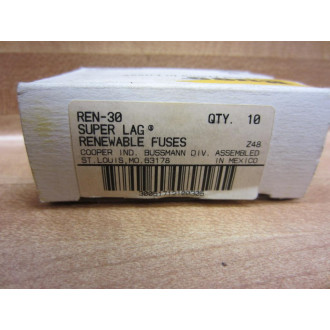 REN-30 QTY. 10
SUPER LAG®
RENEWABLE FUSES 248
COOPER IND. BUSSMANN DIV. ASSEMBLED
ST. LOUIS, MO. 63178 IN MEXICO